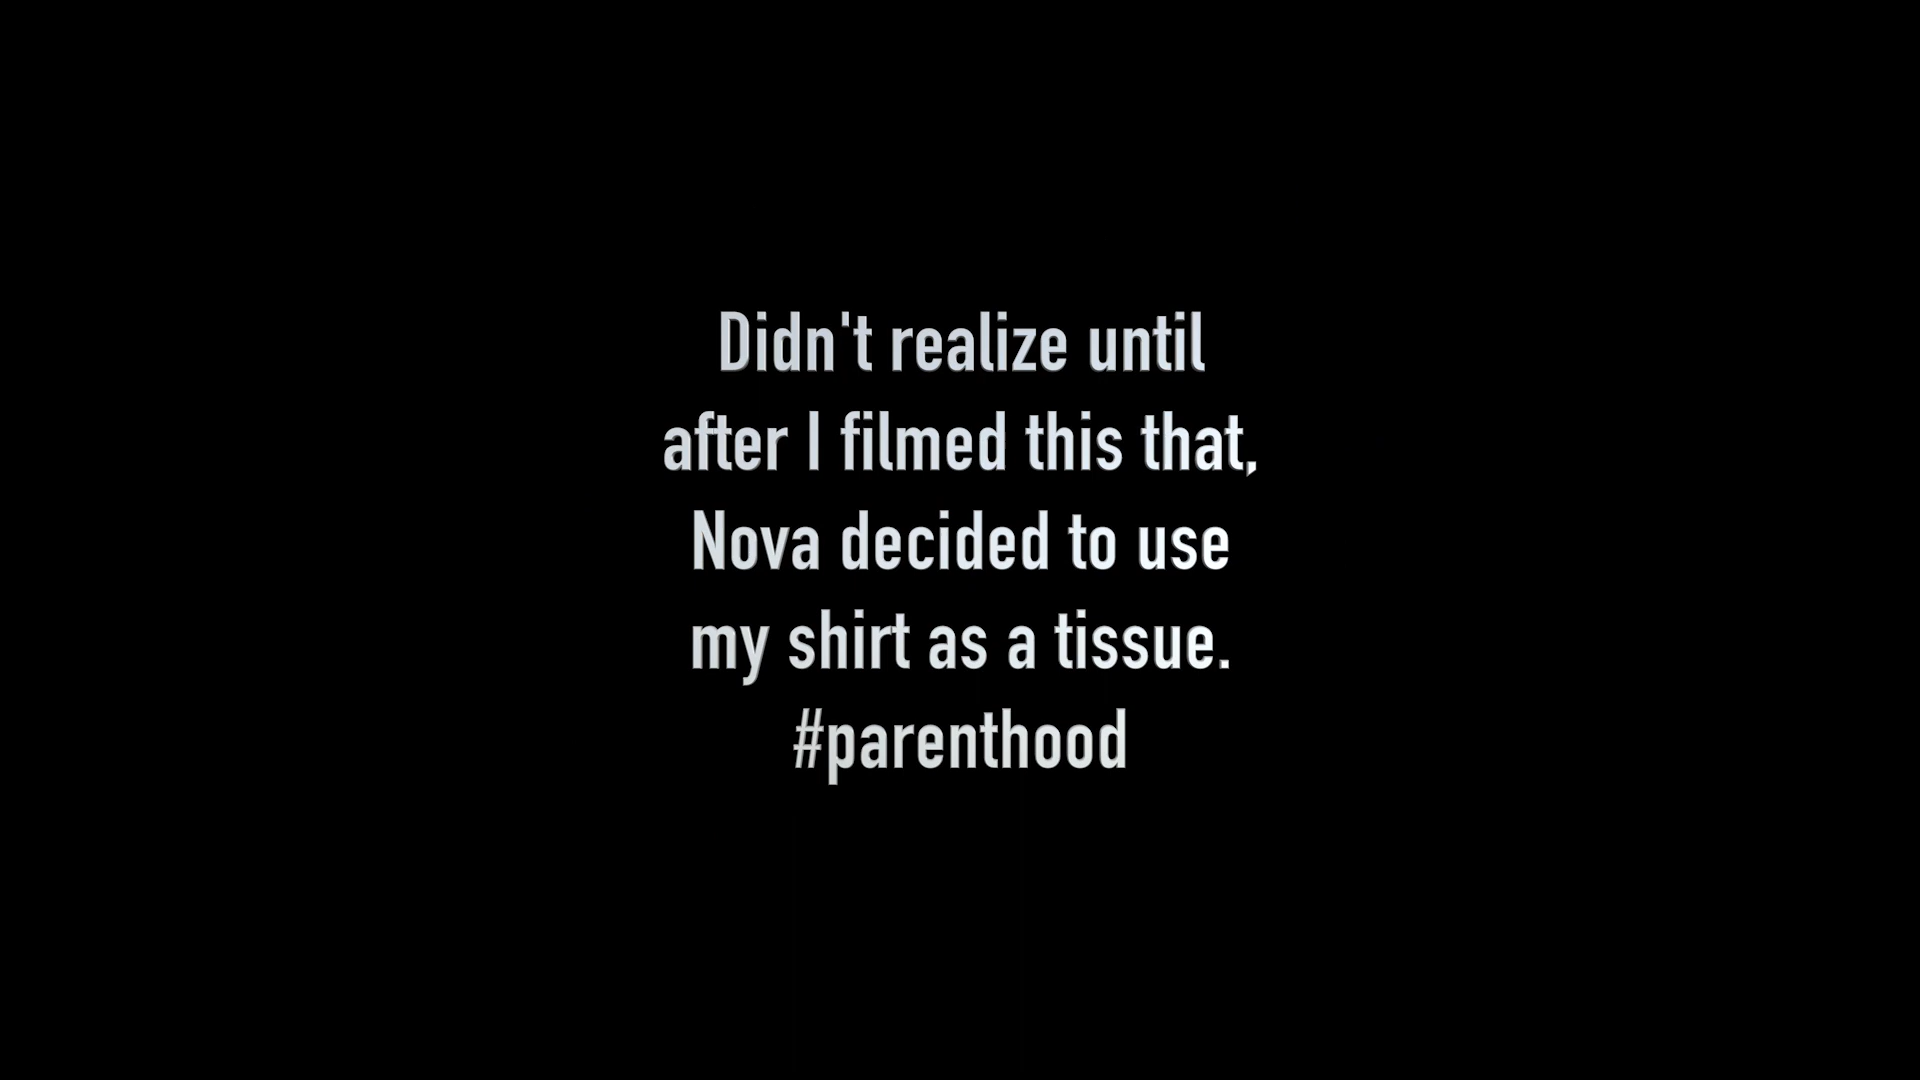 Didn't realize until
after I filmed this that,
Nova decided to use
my shirt as a tissue.
#parenthood